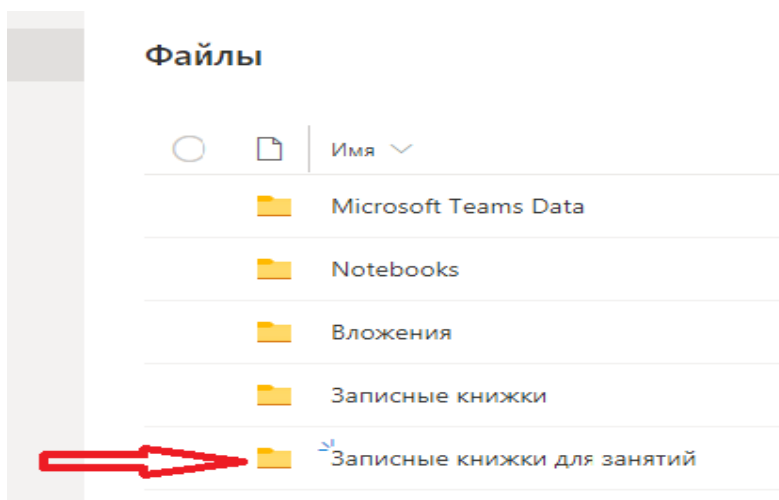 Файлы
Имя
Microsoft Teams Data
Notebooks
Вложения
Записные книжки
Записные книжки для занятий